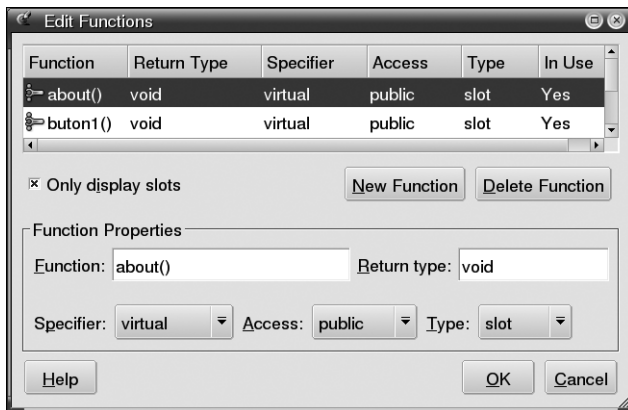 Edit Functions
Function Return Type Specifier Access Type In Use
about() void virtual public slot Yes
buton1() void virtual public slot Yes
Only display slots New Function Delete Function
Function Properties
Function: about() Return type: void
Specifier: virtual Access: public Type: slot
Help OK Cancel